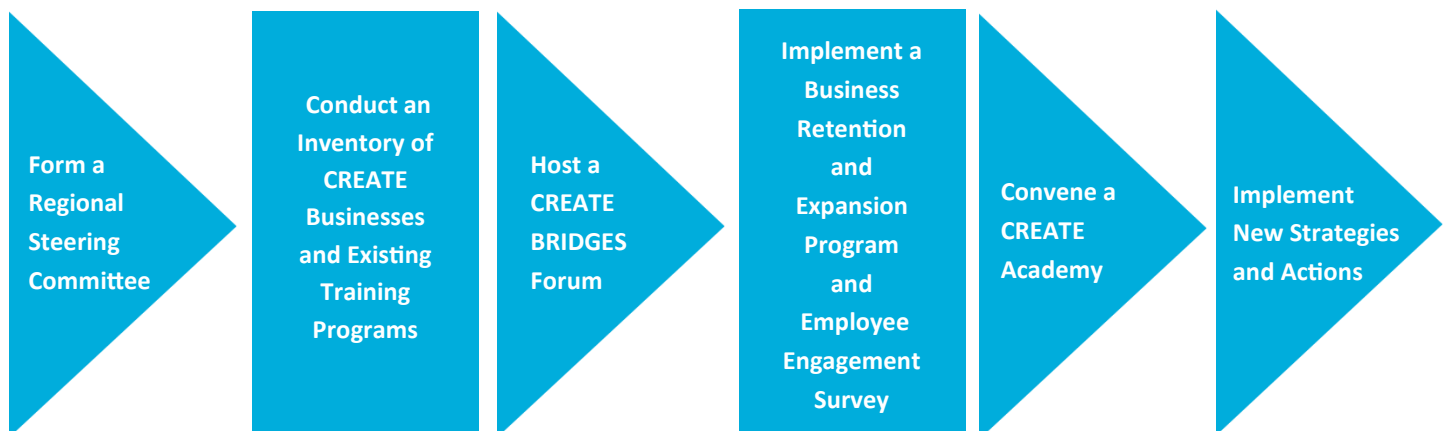 Form a
Regional
Steering
Committee
Conduct an
Inventory of
CREATE
Businesses
and Existing
Training
Programs
Host a
CREATE
BRIDGES
Forum
Implement a
Business
Retention
and
Expansion
Program
and
Employee
Engagement
Survey
Convene a
CREATE
Academy
Implement
New Strategies
and Actions